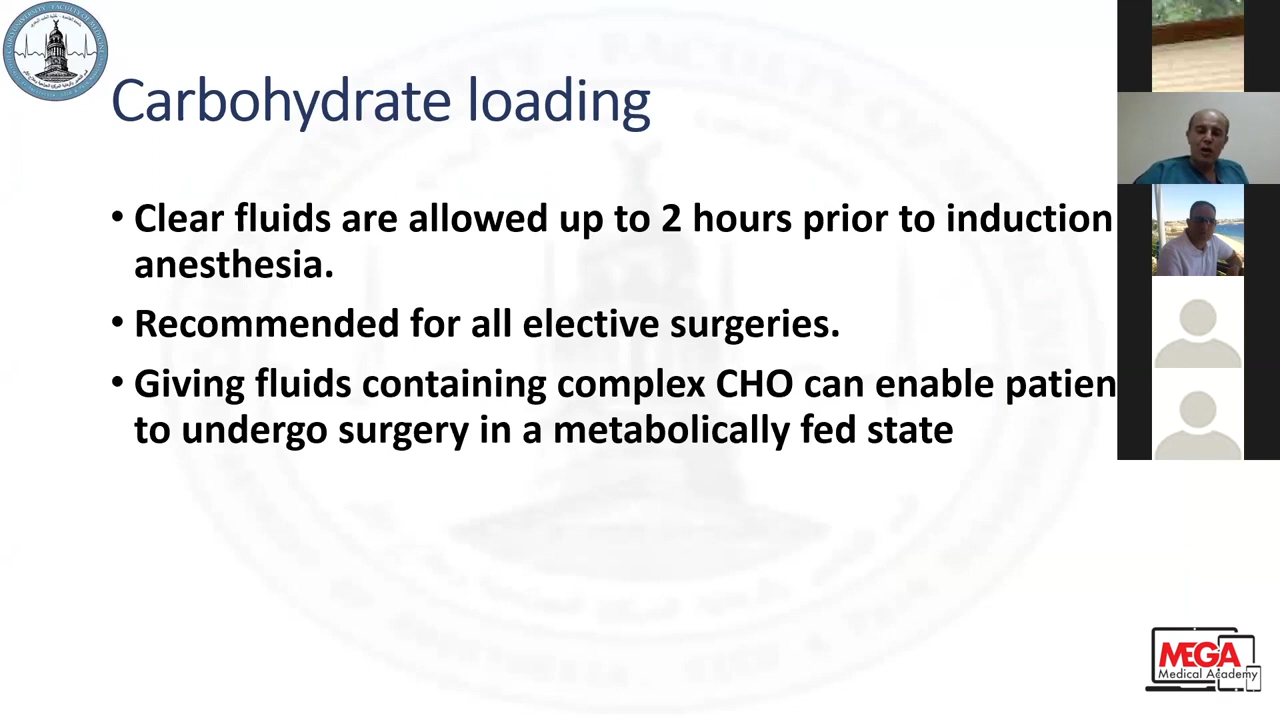 Carbohydrate loading
• Clear fluids are allowed up to 2 hours prior to induction
anesthesia.
• Recommended for all elective surgeries.
• Giving fluids containing complex CHO can enable patien
to undergo surgery in a metabolically fed state
MEGA
Medical Academy